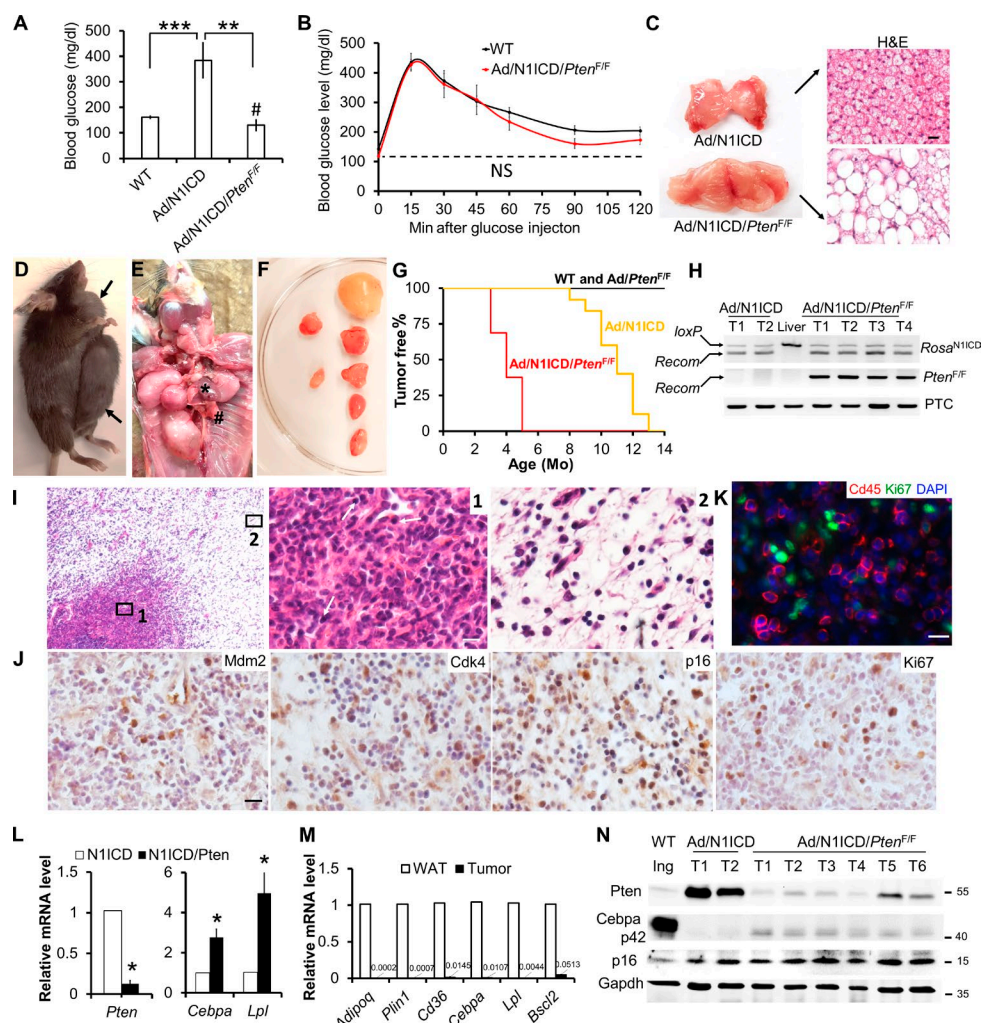 A
Blood glucose (mg/dl)
500
400
300
200
100
0
***
**
#
WT
Ad/N1ICD
Ad/N1ICD/PtenF/F
B
Blood glucose level (mg/dl)
500
400
300
200
100
0
WT
Ad/N1ICD/PtenF/F
NS
0 15 30 45 60 75 90 105 120
Min after glucose injecton
C
H&E
Ad/N1ICD
Ad/N1ICD/PtenF/F
D
E
*
#
F
G
Tumor free%
100
75
50
25
0
WT and Ad/PtenF/F
Ad/N1ICD
Ad/N1ICD/PtenF/F
0 2 4 6 8 10 12 14
Age (Mo)
H
Ad/N1ICD Ad/N1ICD/PtenF/F
T1 T2 Liver T1 T2 T3 T4
loxP
Recom
RosaN1ICD
Recom
PtenF/F
PTC
I
1
2
1
2
K
Cd45 Ki67 DAPI
J
Mdm2
Cdk4
p16
Ki67
L
N1ICD N1ICD/Pten
Relative mRNA level
1
0.5
0
*
Pten
6
4
2
0
*
*
Cebpa Lpl
M
WAT Tumor
Relative mRNA level
1.5
1
0.5
0
0.0002 0.0007 0.0145 0.0107 0.0044 0.0513
Adipoq Plin1 Cd36 Cebpa Lpl Bscl2
N
WT Ad/N1ICD Ad/N1ICD/PtenF/F
Ing T1 T2 T1 T2 T3 T4 T5 T6
Pten
55
Cebpa
p42
40
p16
15
Gapdh
35